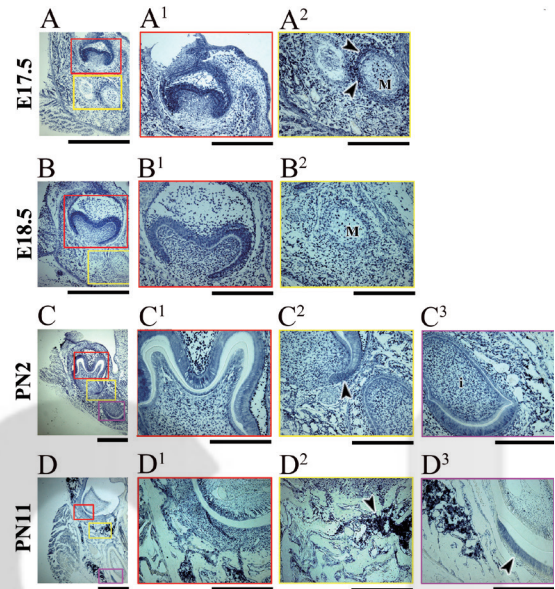 A A¹ A²
E17.5
M
B B¹ B²
E18.5
M
C C¹ C² C³
PN2
i
D D¹ D² D³
PN11